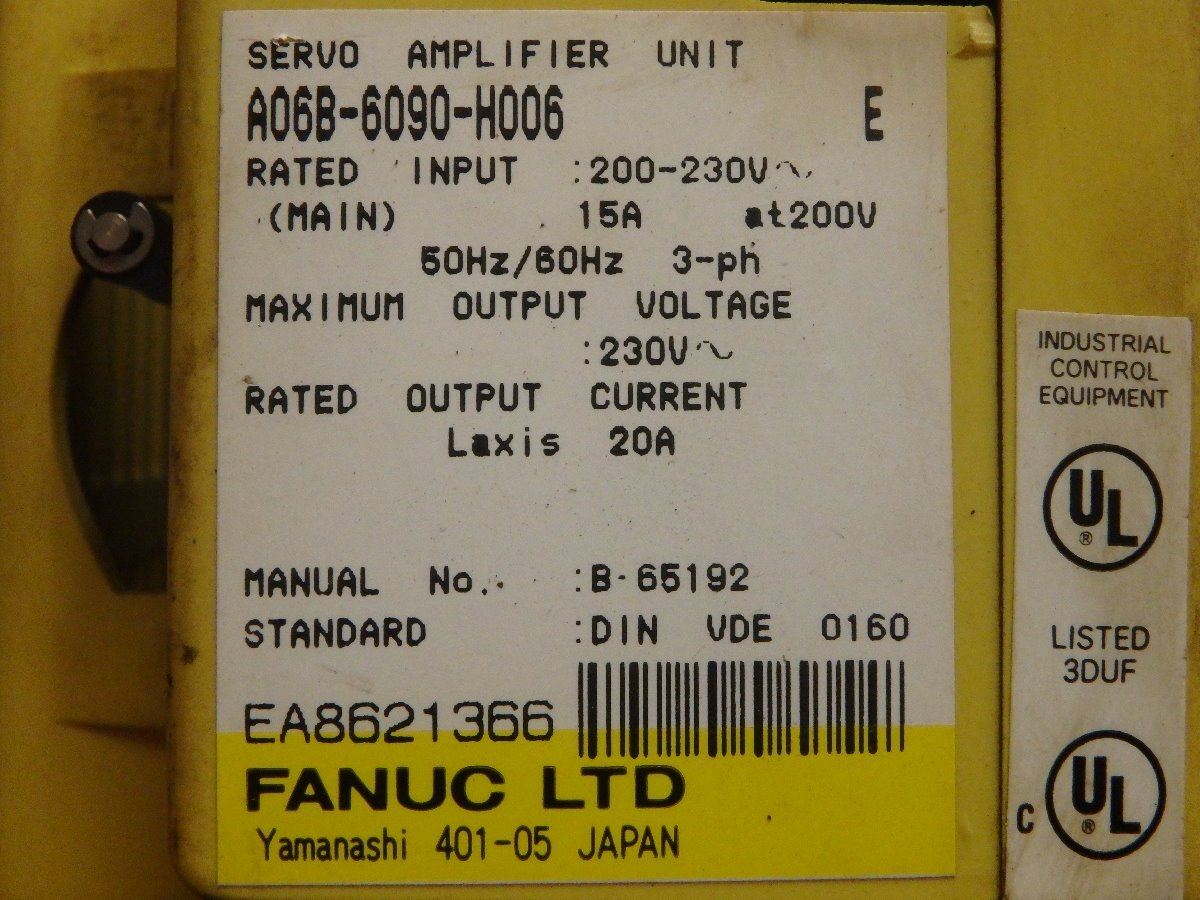 SERVO AMPLIFIER UNIT
A06B-6090-H006 E
RATED INPUT :200-230V~
(MAIN) 15A at200V
50Hz/60Hz 3-ph
MAXIMUM OUTPUT VOLTAGE
:230V~
RATED OUTPUT CURRENT
Laxis 20A
MANUAL No. :B-65192
STANDARD :DIN VDE 0160
EA8621366
FANUC LTD
Yamanashi 401-05 JAPAN
INDUSTRIAL
CONTROL
EQUIPMENT
UL®
LISTED
3DUF
C UL®